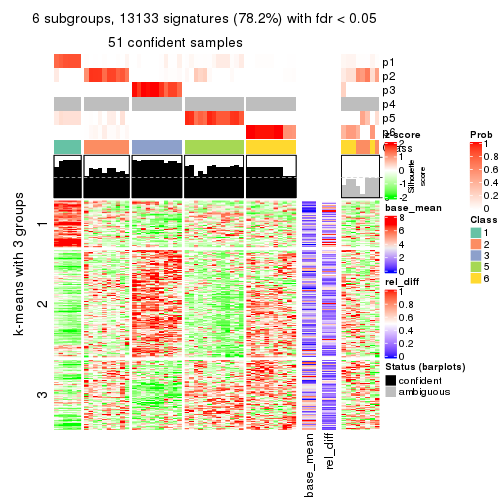 6 subgroups, 13133 signatures (78.2%) with fdr < 0.05
51 confident samples
p1
p2
p3
p4
p5
p6
Class
Silhouette
score
k-means with 3 groups
1
2
3
base_mean
rel_diff
z-score
2
1
0
-1
-2
base_mean
8
6
4
2
0
rel_diff
1
0.8
0.6
0.4
0.2
0
Status (barplots)
confident
ambiguous
Prob
1
0.8
0.6
0.4
0.2
0
Class
1
2
3
5
6